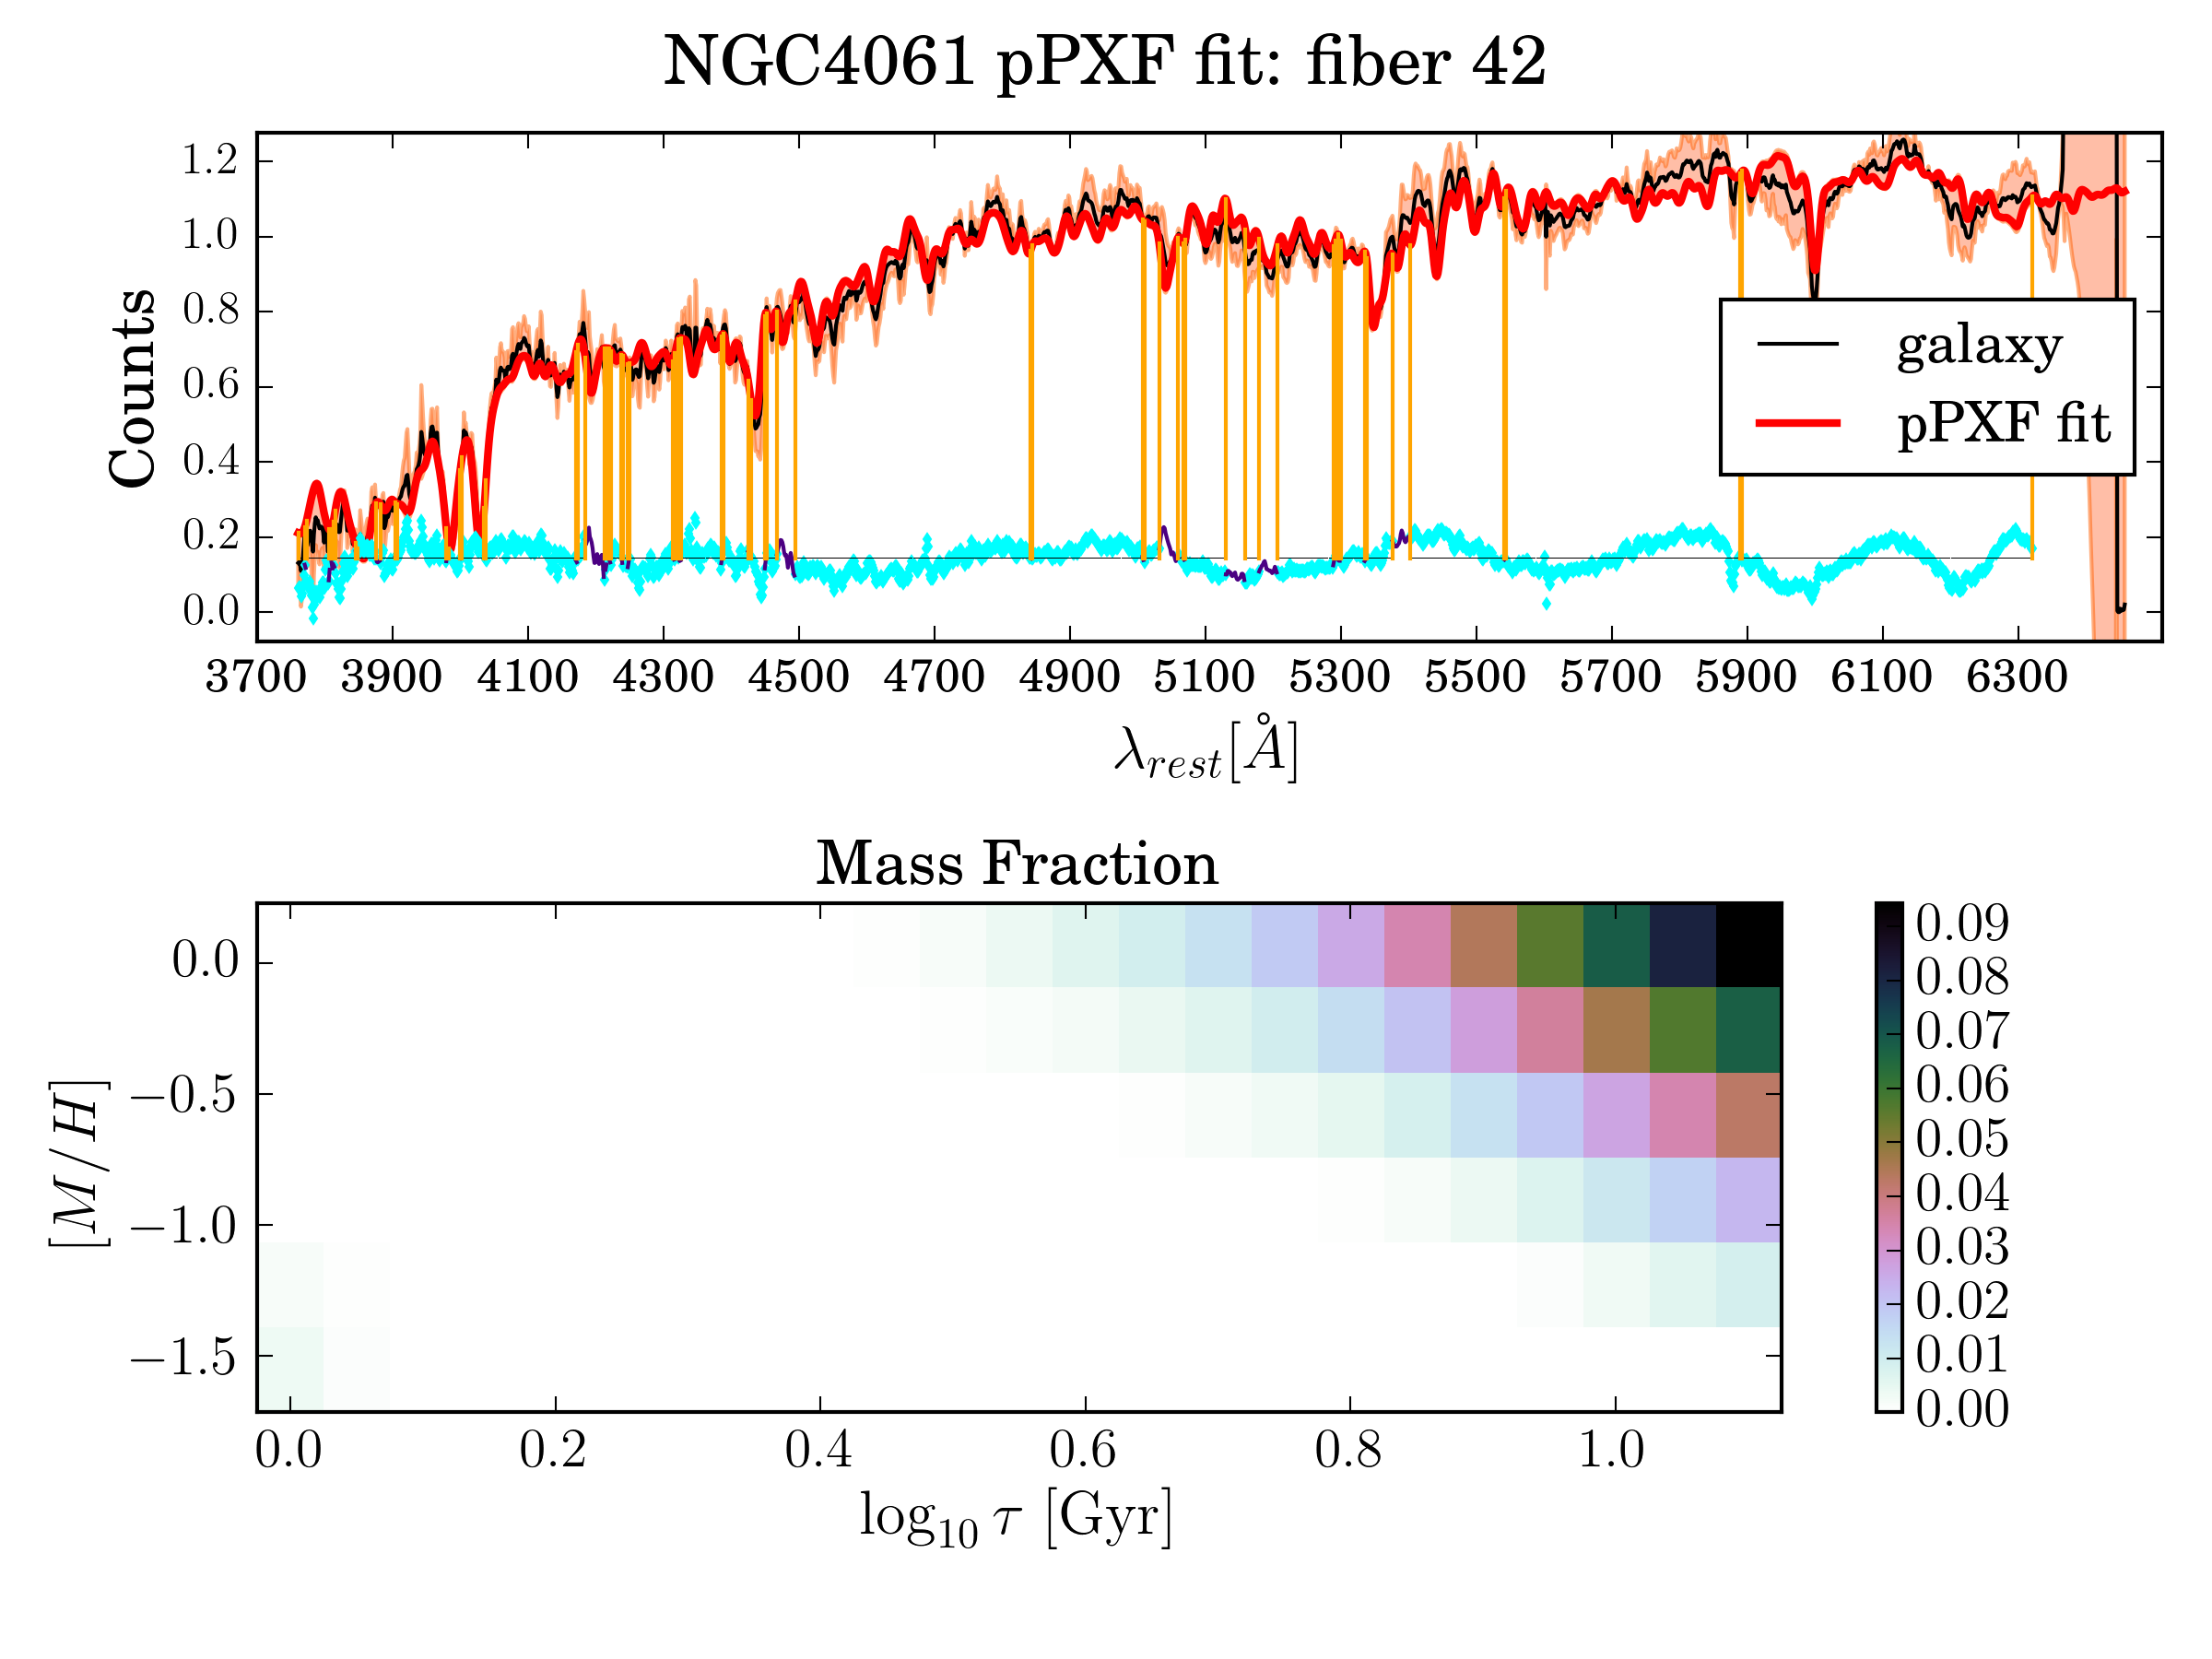 NGC4061 pPXF fit: fiber 42
Counts
1.2
1.0
0.8
0.6
0.4
0.2
0.0
galaxy
pPXF fit
3700 3900 4100 4300 4500 4700 4900 5100 5300 5500 5700 5900 6100 6300
λrest[Å]
Mass Fraction
[M/H]
0.0
−0.5
−1.0
−1.5
0.0 0.2 0.4 0.6 0.8 1.0
log10 τ [Gyr]
0.09
0.08
0.07
0.06
0.05
0.04
0.03
0.02
0.01
0.00